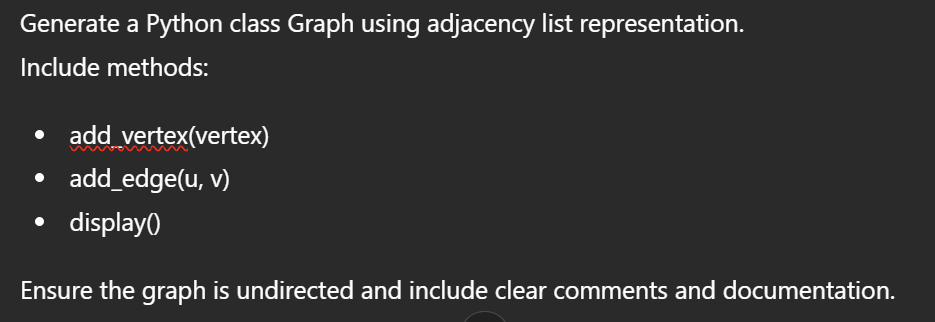 Generate a Python class Graph using adjacency list representation.
Include methods:
• add_vertex(vertex)
• add_edge(u, v)
• display()
Ensure the graph is undirected and include clear comments and documentation.